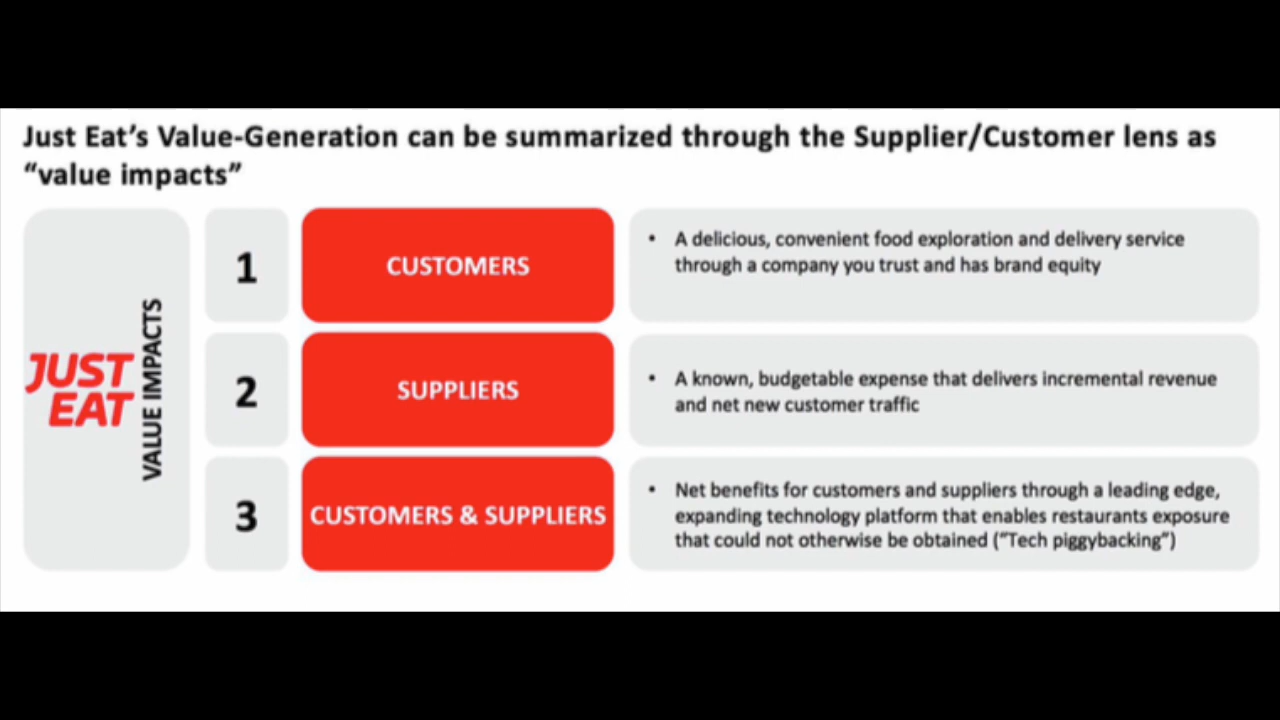 Just Eat’s Value-Generation can be summarized through the Supplier/Customer lens as
“value impacts”
JUST
EAT
VALUE IMPACTS
1
CUSTOMERS
• A delicious, convenient food exploration and delivery service
through a company you trust and has brand equity
2
SUPPLIERS
• A known, budgetable expense that delivers incremental revenue
and net new customer traffic
3
CUSTOMERS & SUPPLIERS
• Net benefits for customers and suppliers through a leading edge,
expanding technology platform that enables restaurants exposure
that could not otherwise be obtained (“Tech piggybacking”)